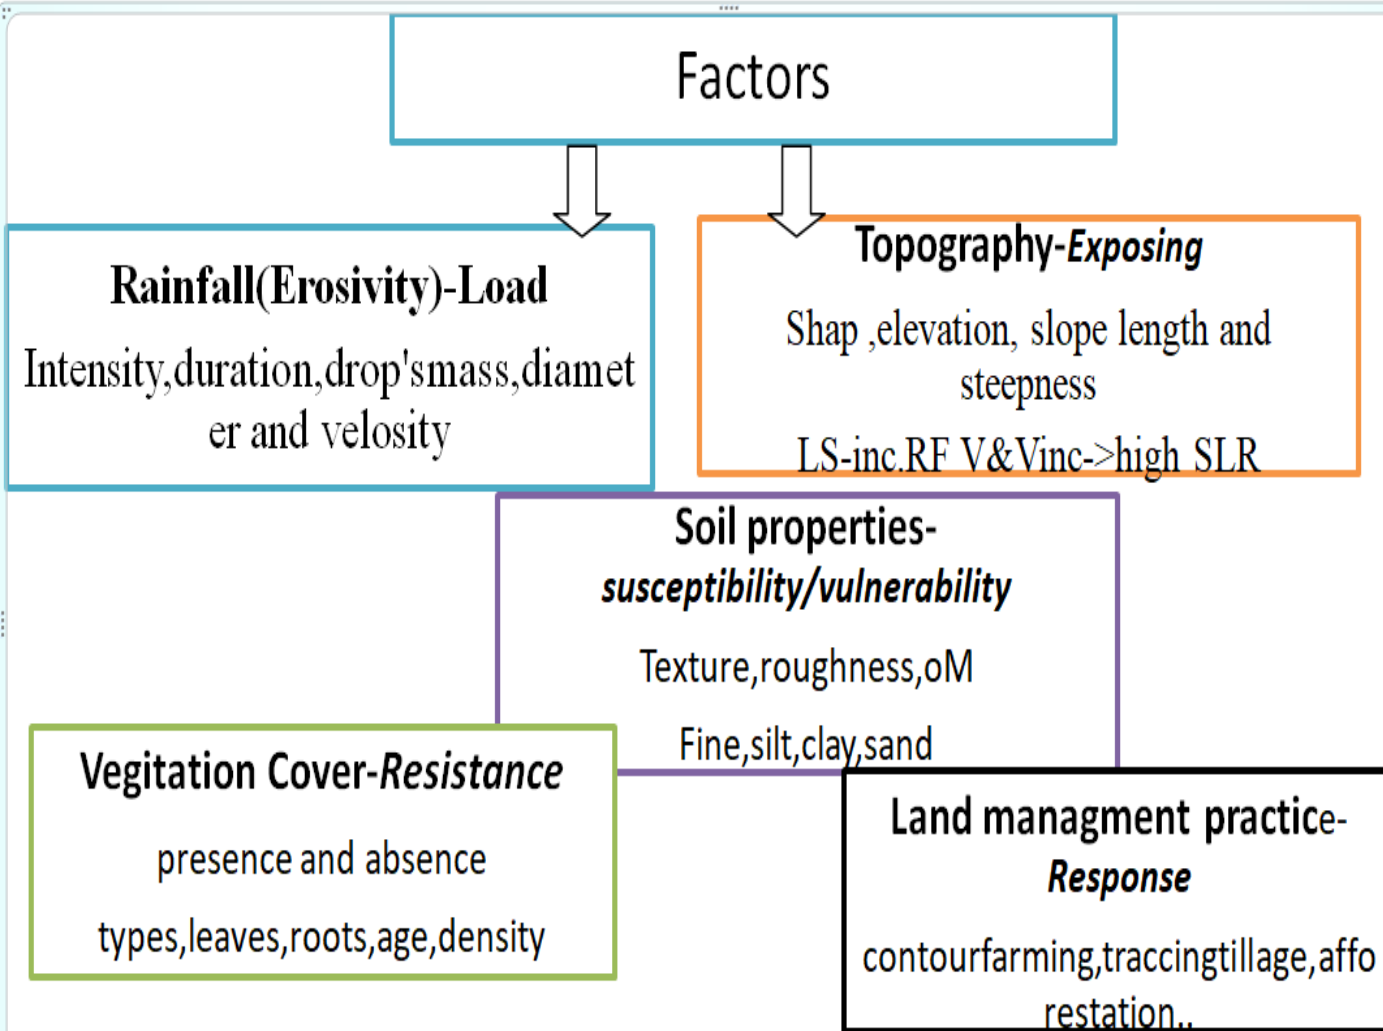 Factors
Rainfall(Erosivity)-Load
Intensity,duration,drop'smass,diamet
er and velosity
Topography-Exposing
Shap ,elevation, slope length and
steepness
LS-inc.RF V&Vinc->high SLR
Soil properties-
susceptibility/vulnerability
Texture,roughness,oM
Fine,silt,clay,sand
Vegitation Cover-Resistance
presence and absence
types,leaves,roots,age,density
Land managment practice-
Response
contourfarming,traccingtillage,affo
restation..